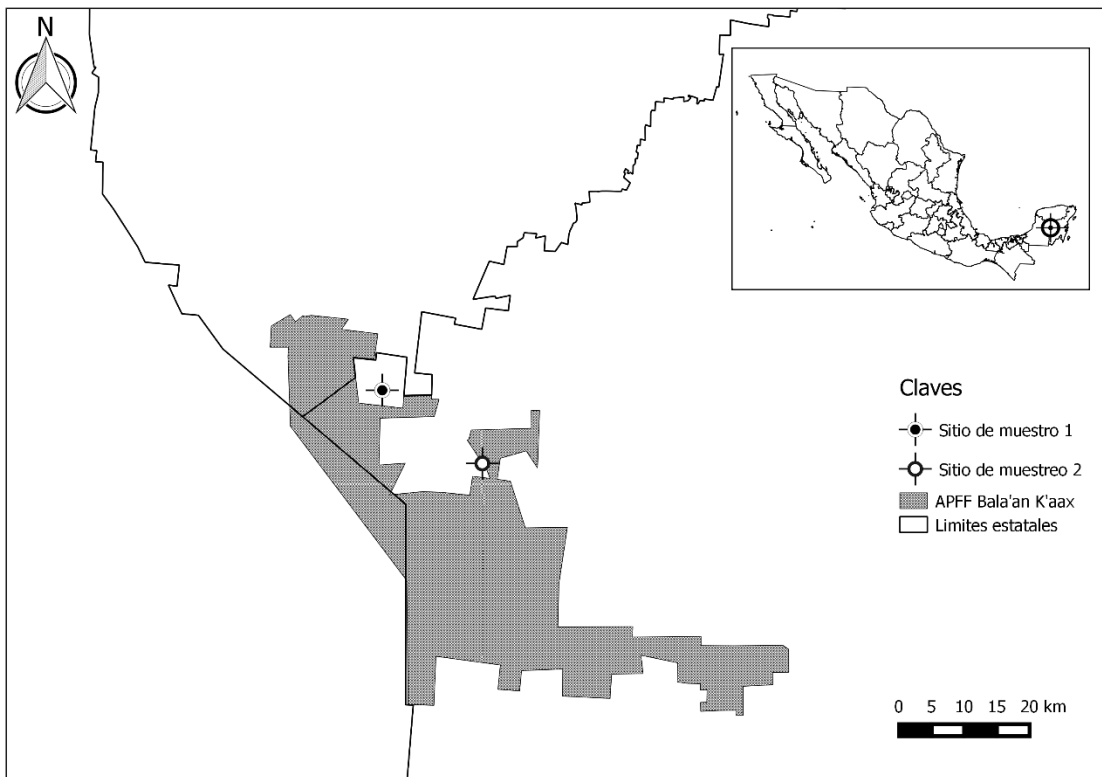 N
Claves
Sitio de muestro 1
Sitio de muestreo 2
APFF Bala'an K'aax
Limites estatales
0 5 10 15 20 km